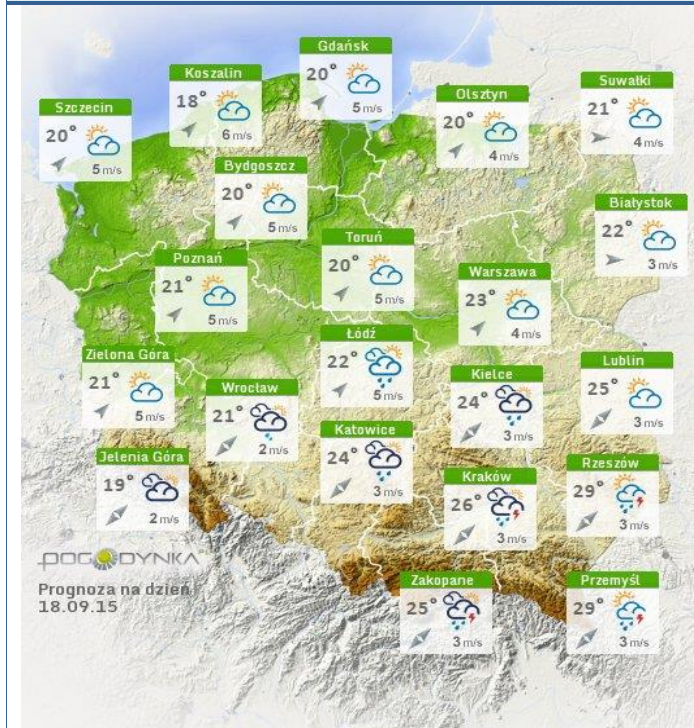 Gdańsk
20°
5 m/s
Koszalin
18°
6 m/s
Szczecin
20°
5 m/s
Olsztyn
20°
4 m/s
Suwałki
21°
4 m/s
Bydgoszcz
20°
5 m/s
Białystok
22°
3 m/s
Toruń
20°
5 m/s
Poznań
21°
5 m/s
Warszawa
23°
4 m/s
Łódź
22°
5 m/s
Zielona Góra
21°
5 m/s
Wrocław
21°
2 m/s
Kielce
24°
3 m/s
Lublin
25°
3 m/s
Katowice
24°
3 m/s
Jelenia Góra
19°
2 m/s
Kraków
26°
3 m/s
Rzeszów
29°
3 m/s
Zakopane
25°
3 m/s
Przemyśl
29°
3 m/s
POGODYNKA
Prognoza na dzień
18.09.15